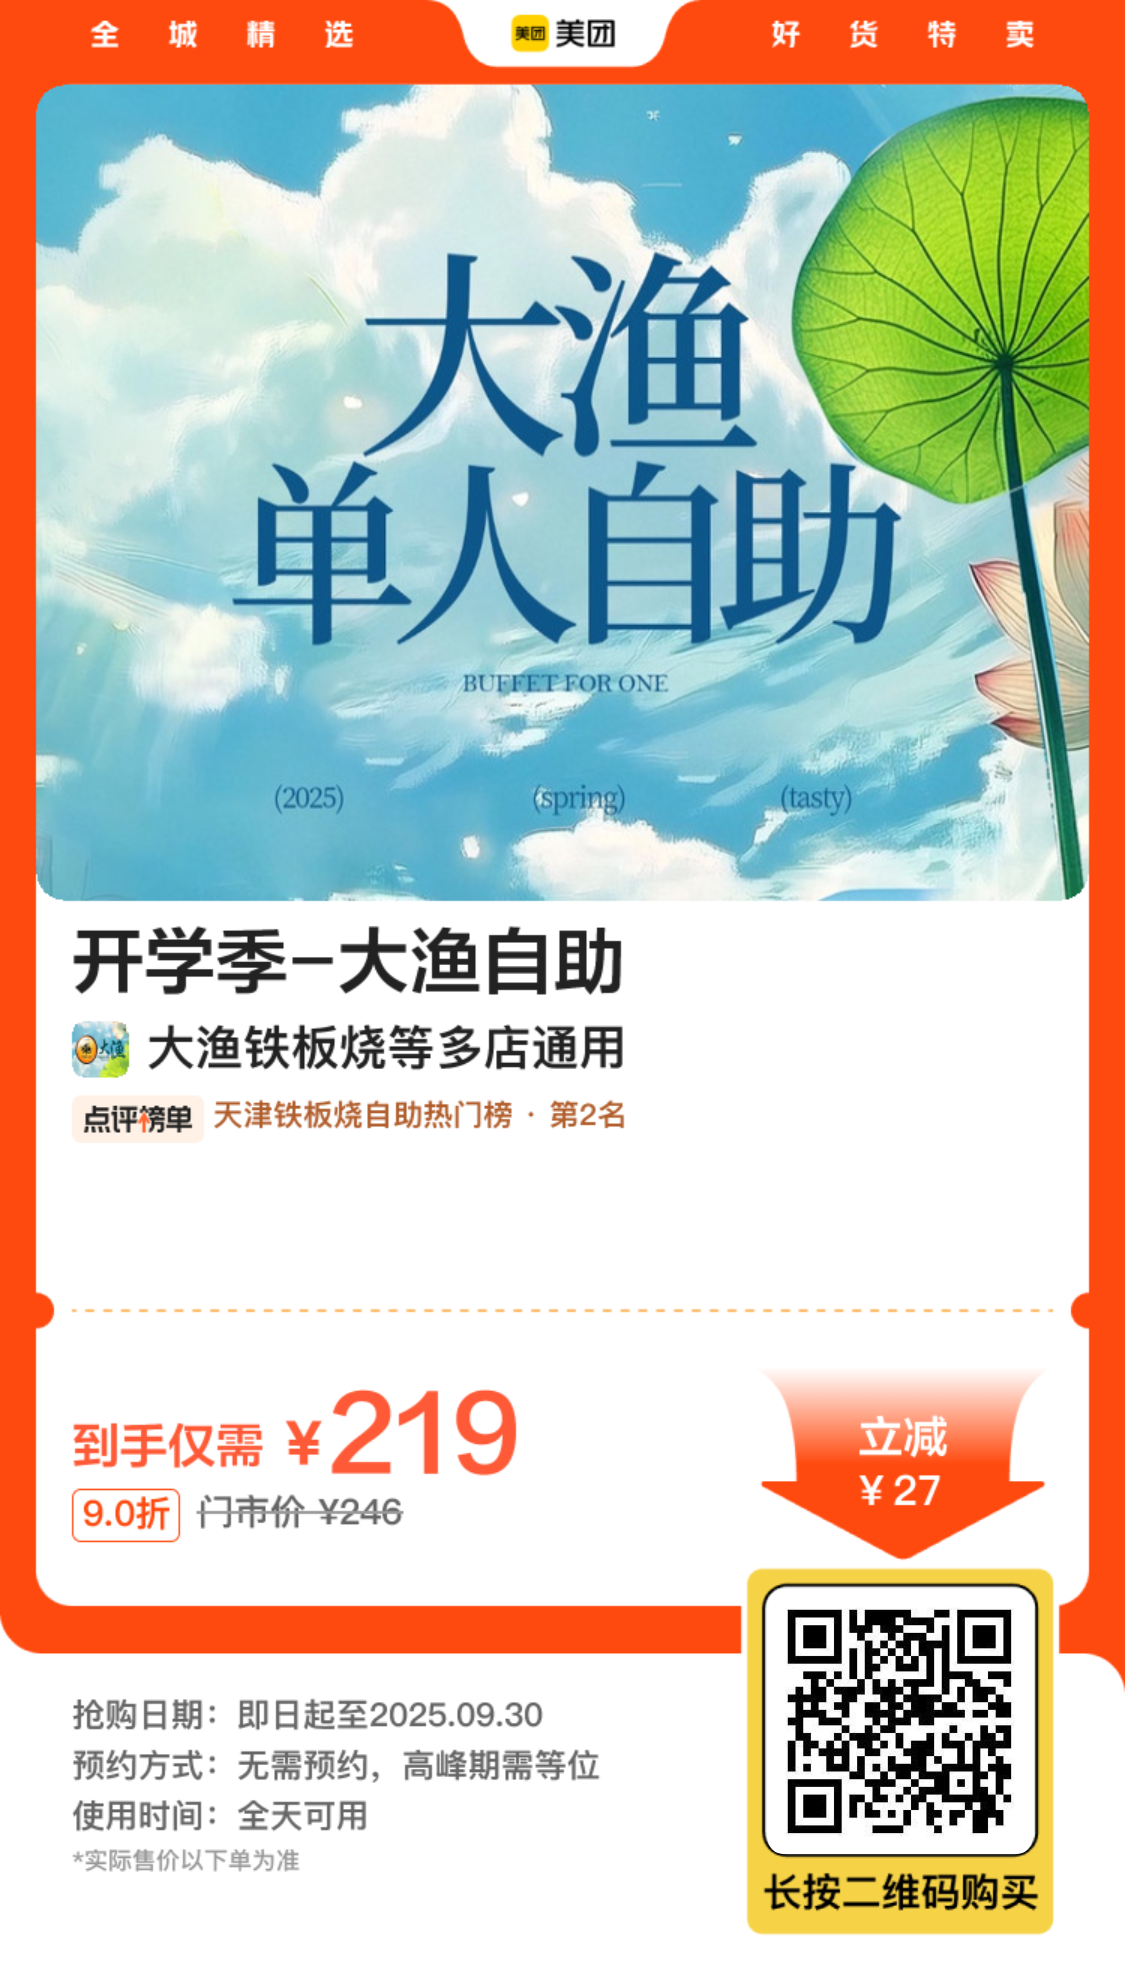 全城精选
美团 美团
好货特卖
大渔
单人自助
BUFFET FOR ONE
(2025) (spring) (tasty)
开学季-大渔自助
大渔
大渔铁板烧等多店通用
点评榜单 天津铁板烧自助热门榜 · 第2名
到手仅需 ¥219
9.0折 门市价 ¥246
立减
¥27
抢购日期：即日起至2025.09.30
预约方式：无需预约，高峰期需等位
使用时间：全天可用
*实际售价以下单为准
长按二维码购买